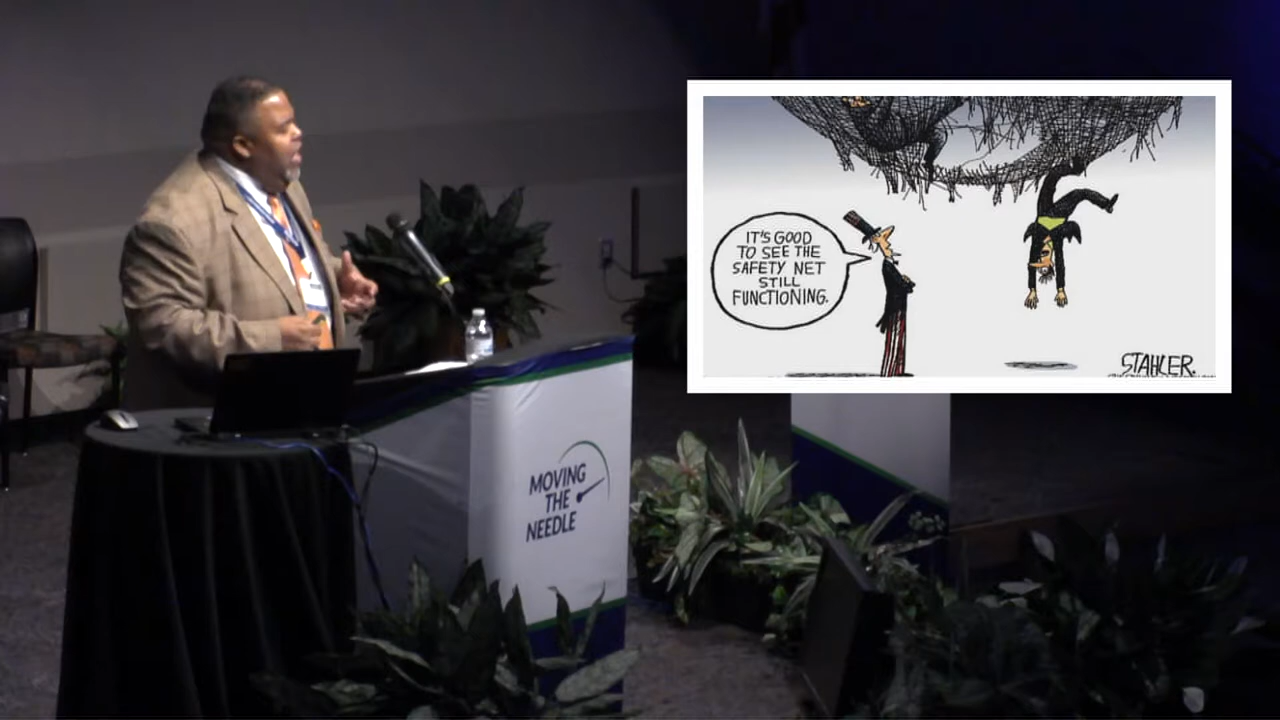 IT'S GOOD
TO SEE THE
SAFETY NET
STILL
FUNCTIONING.
STAHLER.
MOVING
THE
NEEDLE